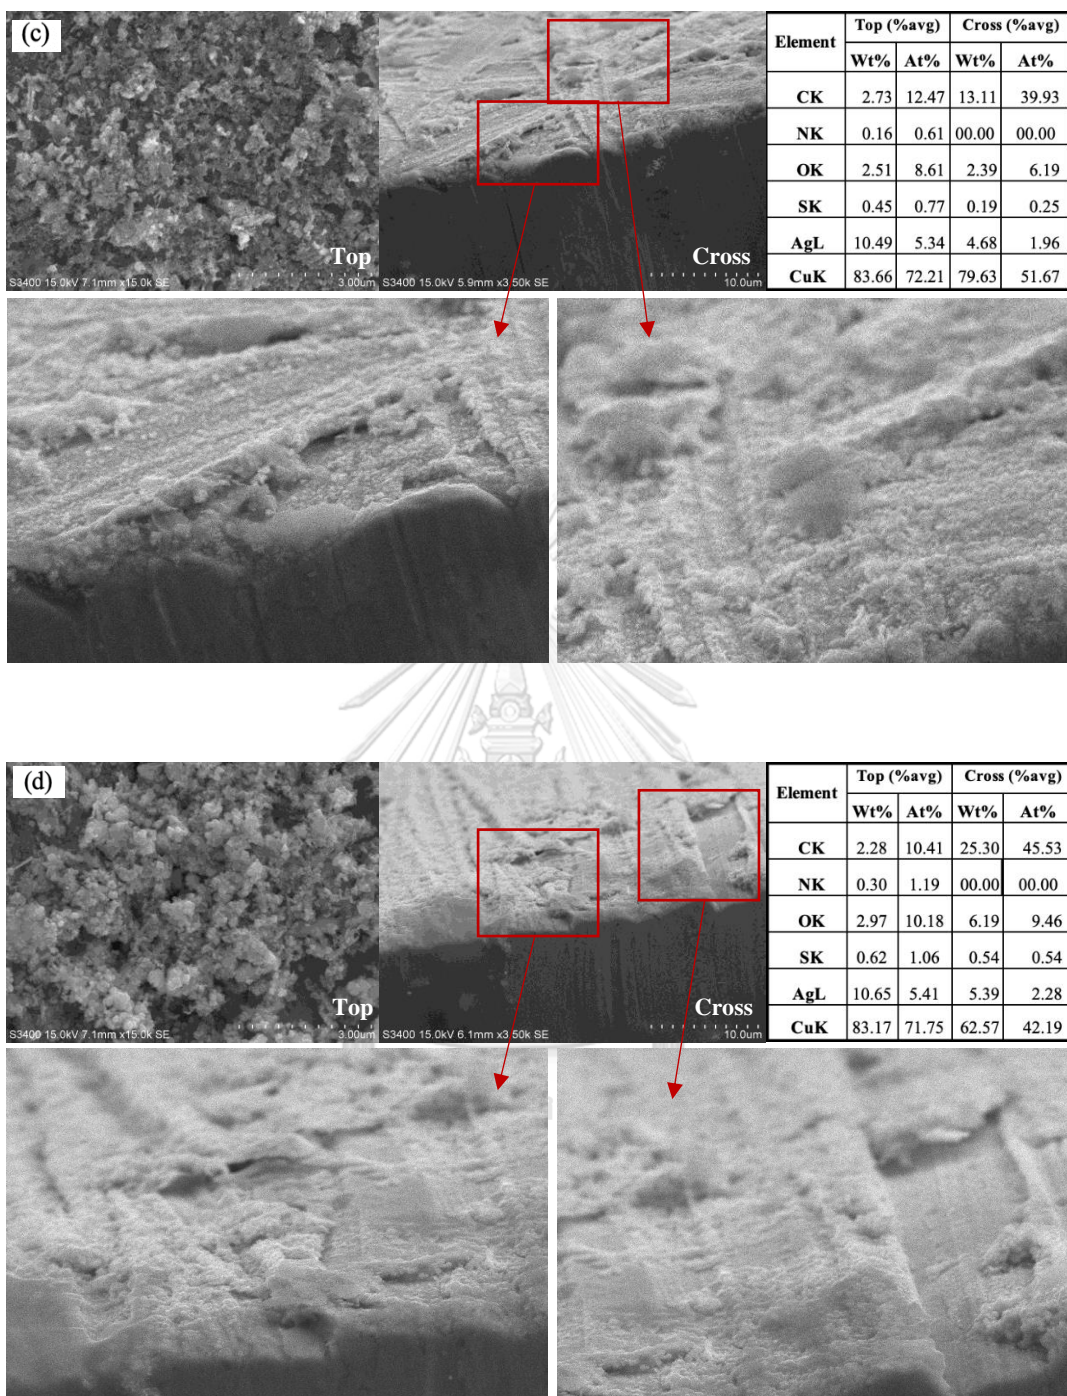 (c)
Top
S3400 15.0kV 7.1mm x15.0k SE 3.00um
Cross
S3400 15.0kV 5.9mm x3.50k SE 10.0um
Element Top (%avg) Cross (%avg)
Wt% At% Wt% At%
CK 2.73 12.47 13.11 39.93
NK 0.16 0.61 00.00 00.00
OK 2.51 8.61 2.39 6.19
SK 0.45 0.77 0.19 0.25
AgL 10.49 5.34 4.68 1.96
CuK 83.66 72.21 79.63 51.67
(d)
Top
S3400 15.0kV 7.1mm x15.0k SE 3.00um
Cross
S3400 15.0kV 6.1mm x3.50k SE 10.0um
Element Top (%avg) Cross (%avg)
Wt% At% Wt% At%
CK 2.28 10.41 25.30 45.53
NK 0.30 1.19 00.00 00.00
OK 2.97 10.18 6.19 9.46
SK 0.62 1.06 0.54 0.54
AgL 10.65 5.41 5.39 2.28
CuK 83.17 71.75 62.57 42.19